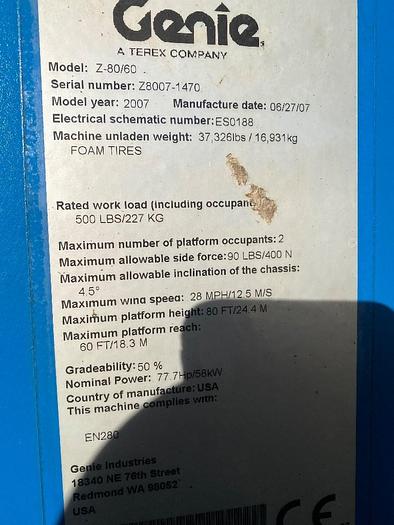 Genie
A TEREX COMPANY
Model: Z-80/60
Serial number: Z8007-1470
Model year: 2007 Manufacture date: 06/27/07
Electrical schematic number:ES0188
Machine unladen weight: 37,326lbs / 16,931kg
FOAM TIRES
Rated work load (including occupan
500 LBS/227 KG
Maximum number of platform occupants: 2
Maximum allowable side force:90 LBS/400 N
Maximum allowable inclination of the chassis:
4.5°
Maximum wind speed: 28 MPH/12.5 M/S
Maximum platform height: 80 FT/24.4 M
Maximum platform reach:
60 FT/18.3 M
Gradeability: 50 %
Nominal Power: 77.7Hp/58kW
Country of manufacture: USA
This machine complies with:
EN280
Genie Industries
18340 NE 76th Street
Redmond WA 98052
USA
CE